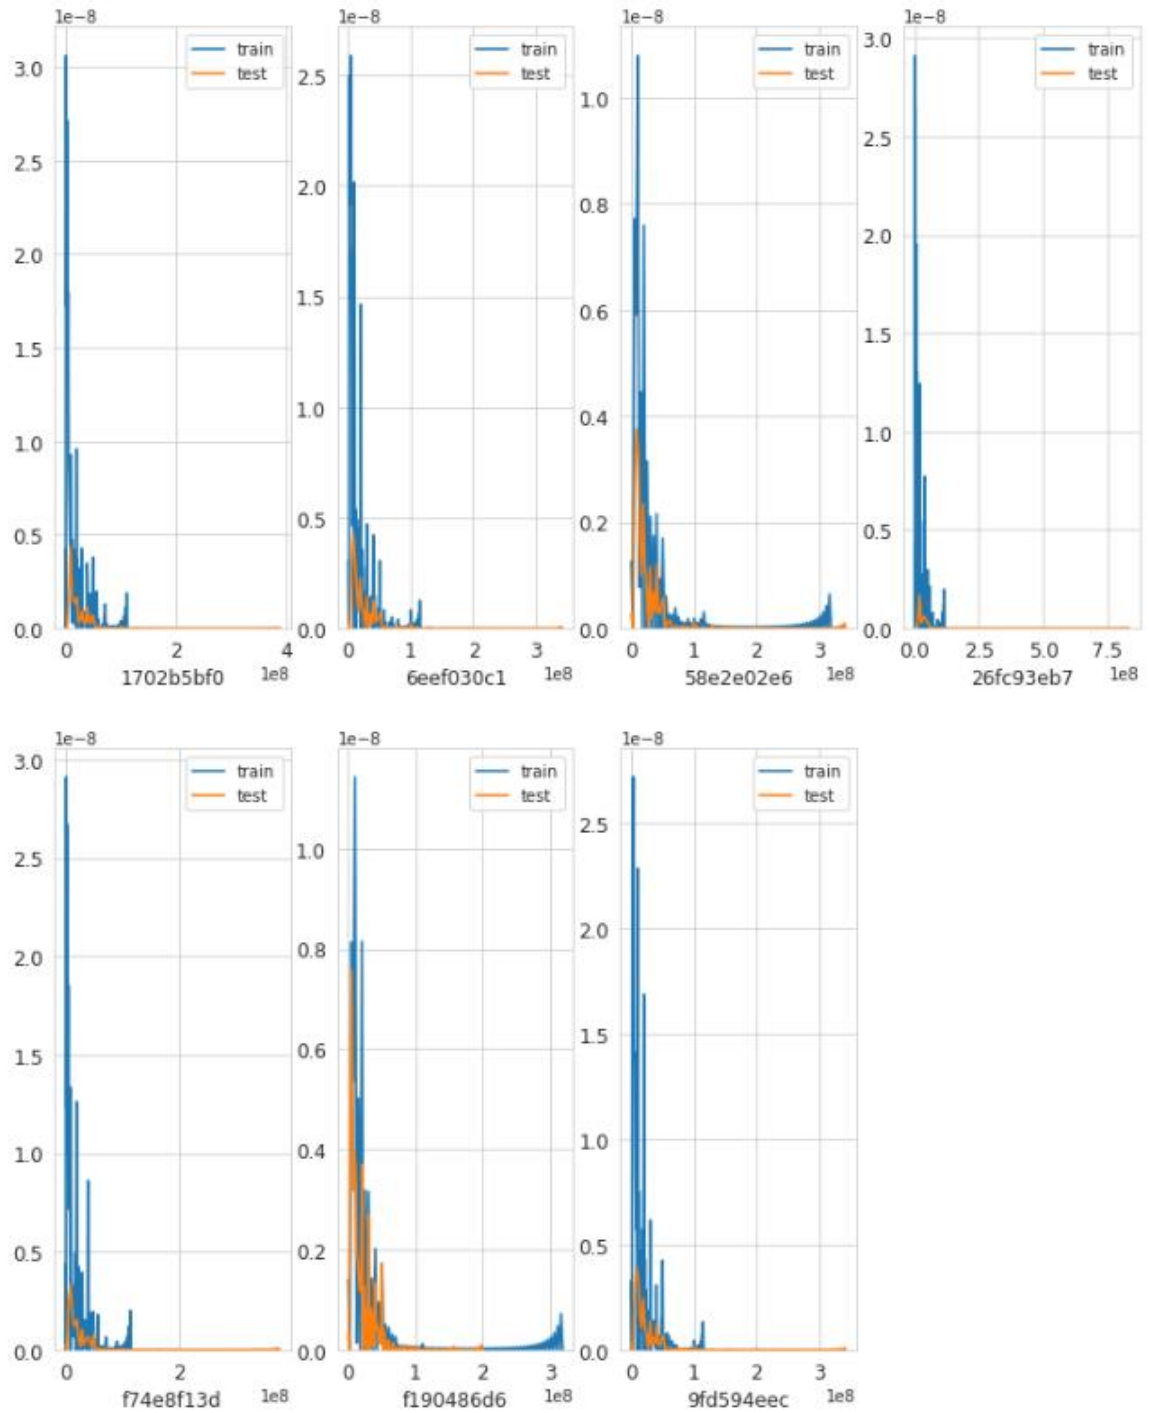 1e−8 1e−8 1e−8 1e−8
train train train train
test test test test
3.0 2.5 1.0 3.0
2.5 2.0 0.8 2.5
2.0 1.5 0.6 2.0
1.5 1.0 0.4 1.5
1.0 0.5 0.2 1.0
0.5 0.0 0.0 0.5
0.0 0.0
0 2 4 0 1 2 3 0 1 2 3 0.0 2.5 5.0 7.5
1702b5bf0 1e8 6eef030c1 1e8 58e2e02e6 1e8 26fc93eb7 1e8
1e−8 1e−8 1e−8
train train train
test test test
3.0 1.0 2.5
2.5 0.8 2.0
2.0 0.6 1.5
1.5 0.4 1.0
1.0 0.2 0.5
0.5 0.0 0.0
0.0
0 2 0 1 2 3 0 1 2 3
f74e8f13d 1e8 f190486d6 1e8 9fd594eec 1e8